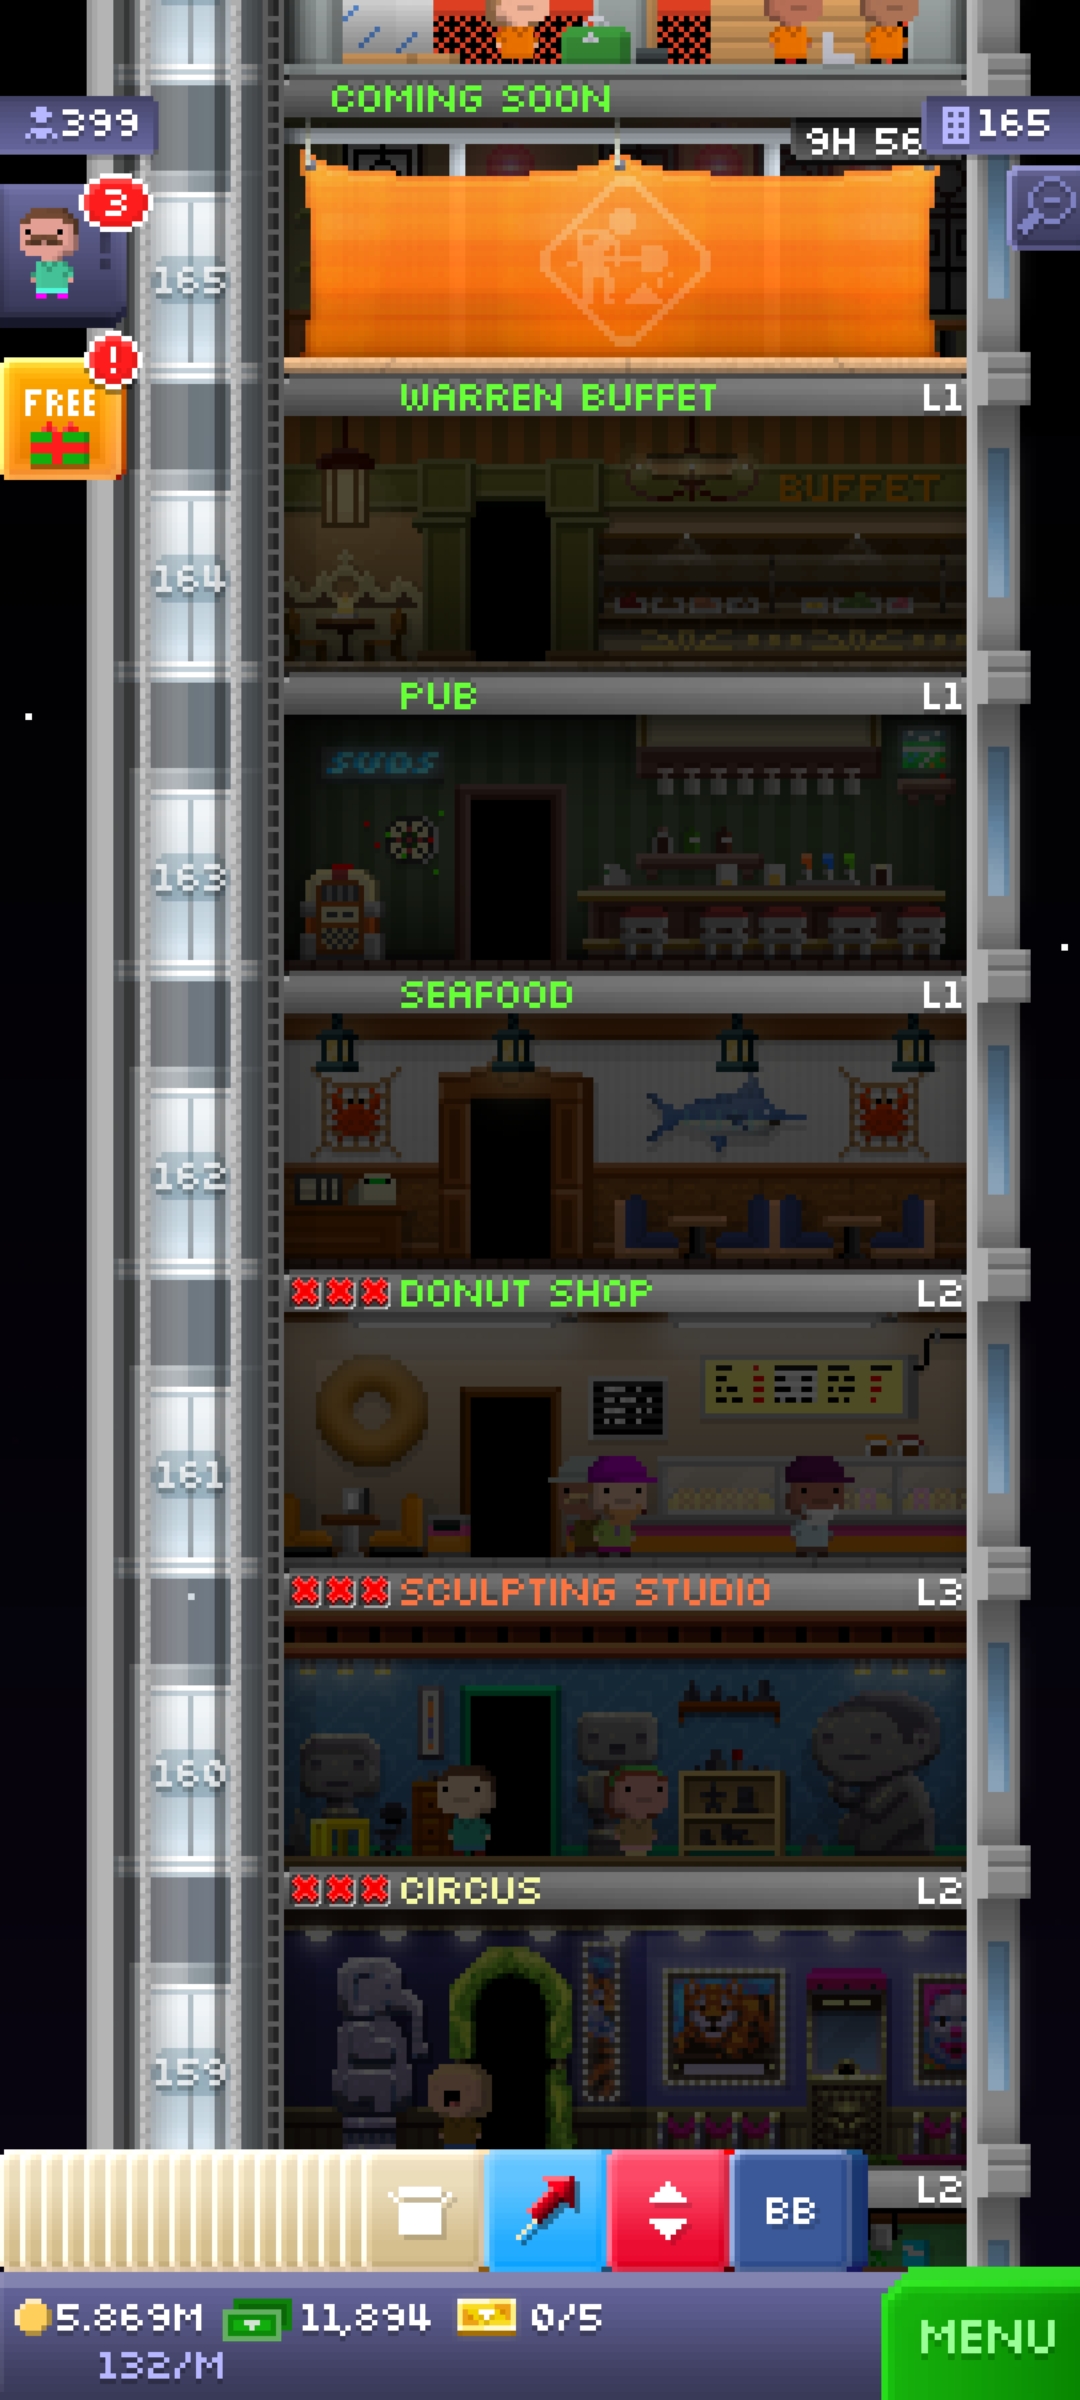 COMING SOON
399
9H 56
165
3
165
!
FREE
WARREN BUFFET L1
BUFFET
164
PUB L1
SUDS
163
SEAFOOD L1
162
DONUT SHOP L2
161
SCULPTING STUDIO L3
160
CIRCUS L2
159
L2
BB
5.869M 11,894 0/5
132/M
MENU